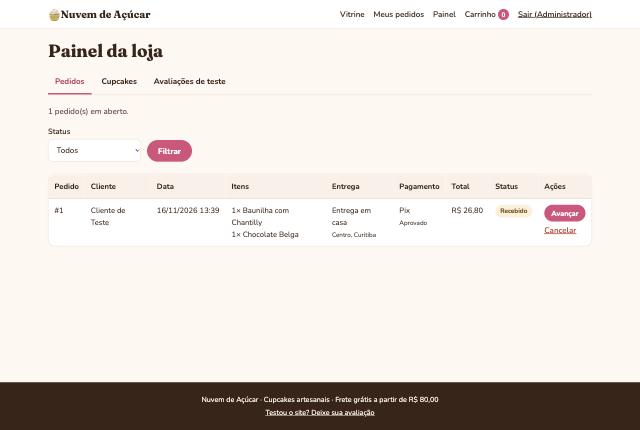 Nuvem de Açúcar
Vitrine Meus pedidos Painel Carrinho 0 Sair (Administrador)
Painel da loja
Pedidos Cupcakes Avaliações de teste
1 pedido(s) em aberto.
Status
Todos Filtrar
Pedido Cliente Data Itens Entrega Pagamento Total Status Ações
#1 Cliente de Teste 16/11/2026 13:39 1× Baunilha com Chantilly 1× Chocolate Belga Entrega em casa Centro, Curitiba Pix Aprovado R$ 26,80 Recebido Avançar Cancelar
Nuvem de Açúcar · Cupcakes artesanais · Frete grátis a partir de R$ 80,00
Testou o site? Deixe sua avaliação